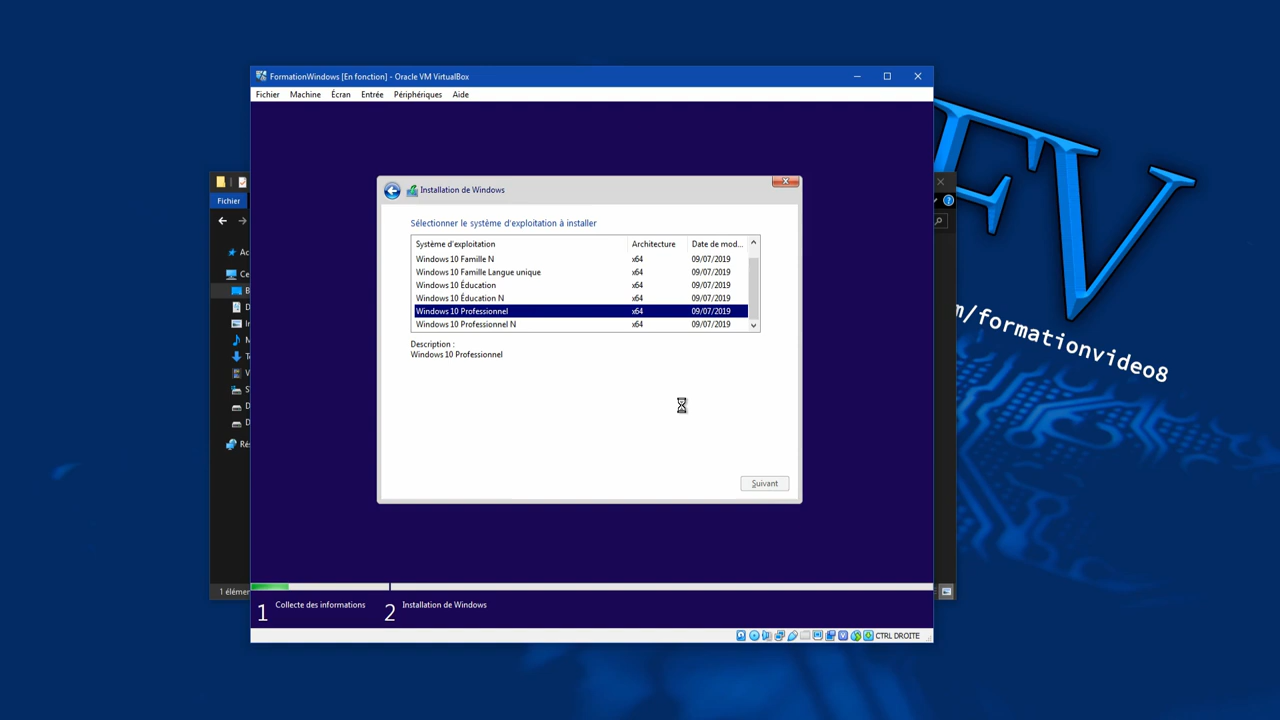 FormationWindows [En fonction] - Oracle VM VirtualBox
Fichier Machine Écran Entrée Périphériques Aide
Fichier
Installation de Windows
Sélectionner le système d'exploitation à installer
Système d'exploitation Architecture Date de mod...
Windows 10 Famille N x64 09/07/2019
Windows 10 Famille Langue unique x64 09/07/2019
Windows 10 Éducation x64 09/07/2019
Windows 10 Éducation N x64 09/07/2019
Windows 10 Professionnel x64 09/07/2019
Windows 10 Professionnel N x64 09/07/2019
Description :
Windows 10 Professionnel
Suivant
1 Collecte des informations 2 Installation de Windows
CTRL DROITE
FV
m/formationvideo8